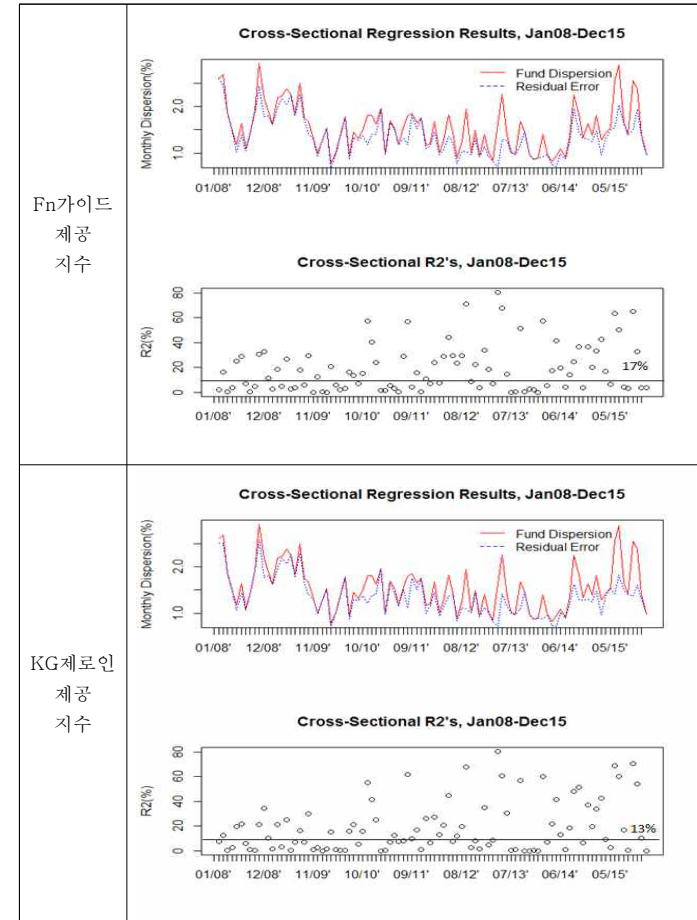 Fn가이드
제공
지수
Cross-Sectional Regression Results, Jan08-Dec15
Monthly Dispersion(%)
2.0
1.0
Fund Dispersion
Residual Error
01/08' 12/08' 11/09' 10/10' 09/11' 08/12' 07/13' 06/14' 05/15'
Cross-Sectional R2's, Jan08-Dec15
R2(%)
80
60
40
20
0
17%
01/08' 12/08' 11/09' 10/10' 09/11' 08/12' 07/13' 06/14' 05/15'
KG제로인
제공
지수
Cross-Sectional Regression Results, Jan08-Dec15
Monthly Dispersion(%)
2.0
1.0
Fund Dispersion
Residual Error
01/08' 12/08' 11/09' 10/10' 09/11' 08/12' 07/13' 06/14' 05/15'
Cross-Sectional R2's, Jan08-Dec15
R2(%)
80
60
40
20
0
13%
01/08' 12/08' 11/09' 10/10' 09/11' 08/12' 07/13' 06/14' 05/15'